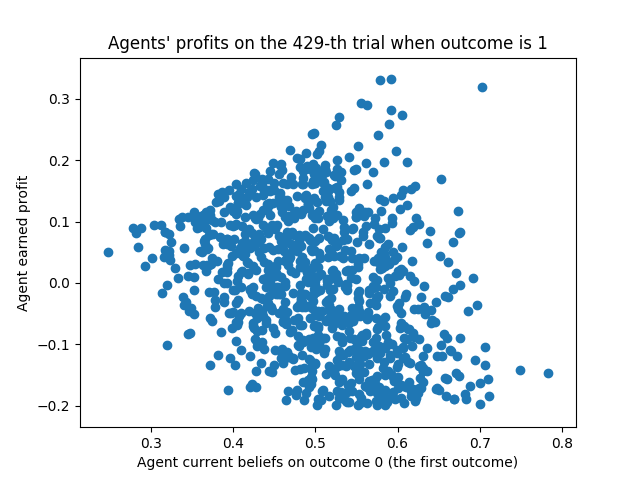 Agents' profits on the 429-th trial when outcome is 1
Agent earned profit
0.3
0.2
0.1
0.0
−0.1
−0.2
0.3 0.4 0.5 0.6 0.7 0.8
Agent current beliefs on outcome 0 (the first outcome)